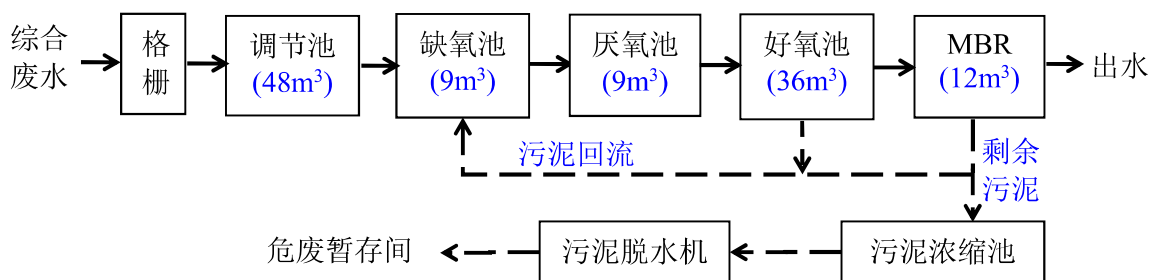 综合
废水
格
栅
调节池
(48m³)
缺氧池
(9m³)
厌氧池
(9m³)
好氧池
(36m³)
MBR
(12m³)
出水
污泥回流
剩余
污泥
危废暂存间
污泥脱水机
污泥浓缩池